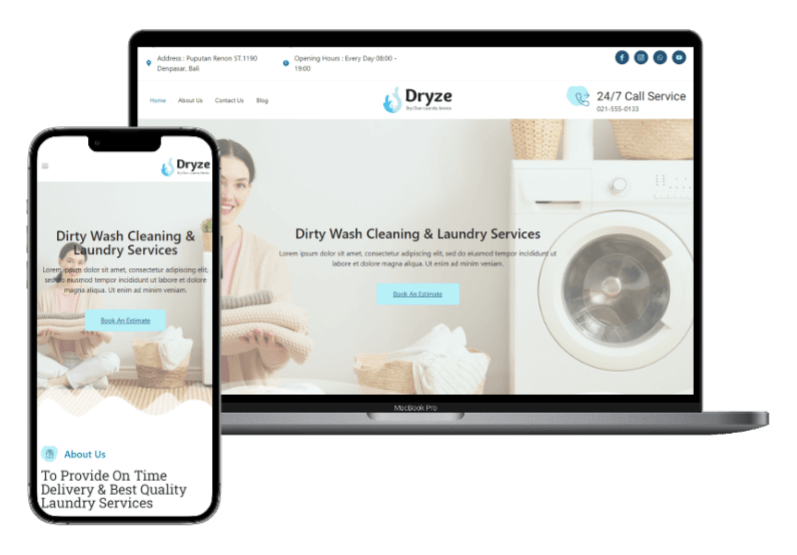 Address : Puputan Renon ST.1190
Denpasar, Bali
Opening Hours : Every Day 08:00 -
19:00
Home About Us Contact Us Blog
Dryze
Dry Clean Laundry Service
24/7 Call Service
021-555-0133
Dirty Wash Cleaning & Laundry Services
Lorem ipsum dolor sit amet, consectetur adipiscing elit, sed do eiusmod tempor incididunt ut
labore et dolore magna aliqua. Ut enim ad minim veniam.
Book An Estimate
MacBook Pro
Dryze
Dirty Wash Cleaning &
Laundry Services
Lorem ipsum dolor sit amet, consectetur adipiscing elit,
sed do eiusmod tempor incididunt ut labore et dolore
magna aliqua. Ut enim ad minim veniam.
Book An Estimate
About Us
To Provide On Time
Delivery & Best Quality
Laundry Services